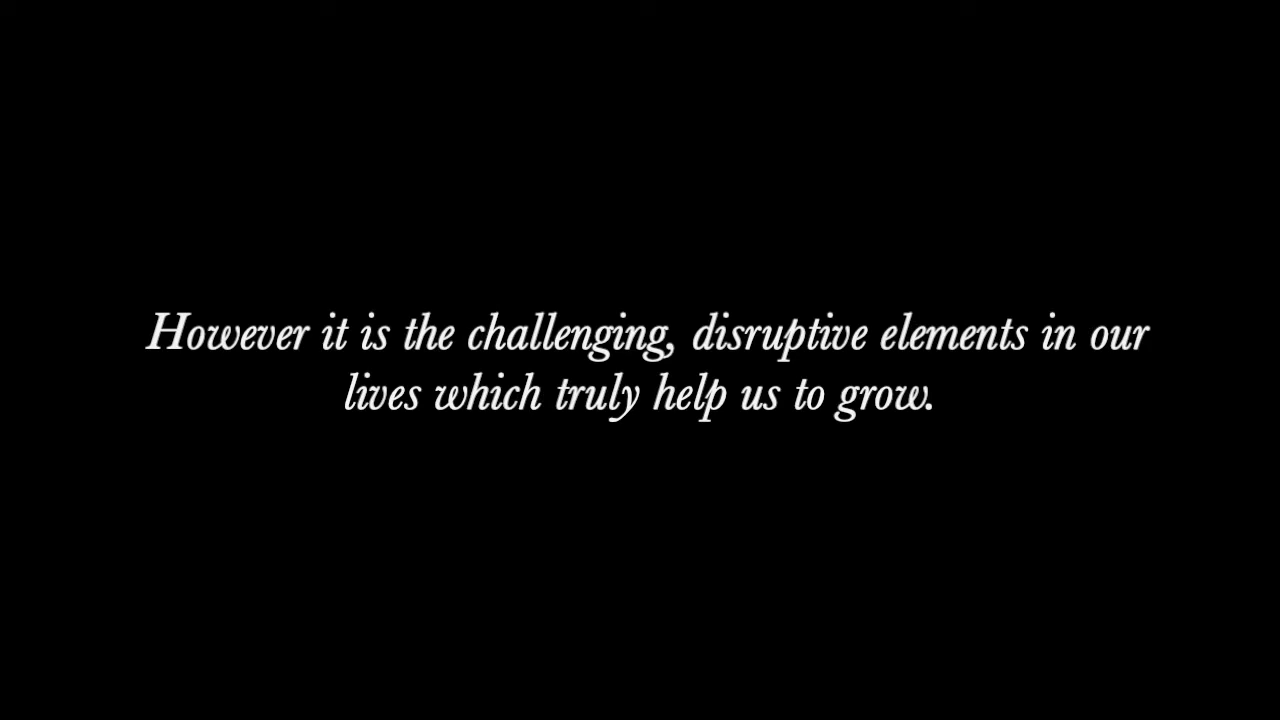 However it is the challenging, disruptive elements in our
lives which truly help us to grow.